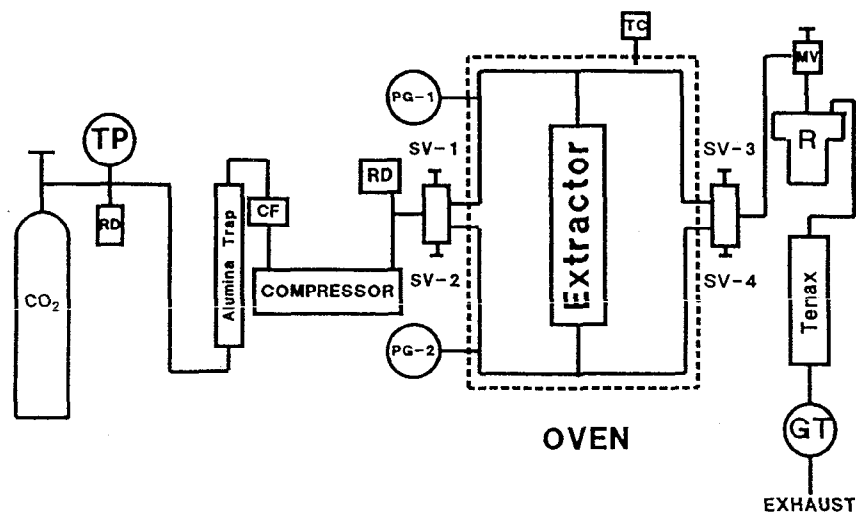 TC
PG-1
MV
TP
SV-1
SV-3
R
RD
RD
CF
Alumina Trap
Extractor
CO₂
COMPRESSOR
SV-2
SV-4
Tenax
PG-2
GT
OVEN
EXHAUST